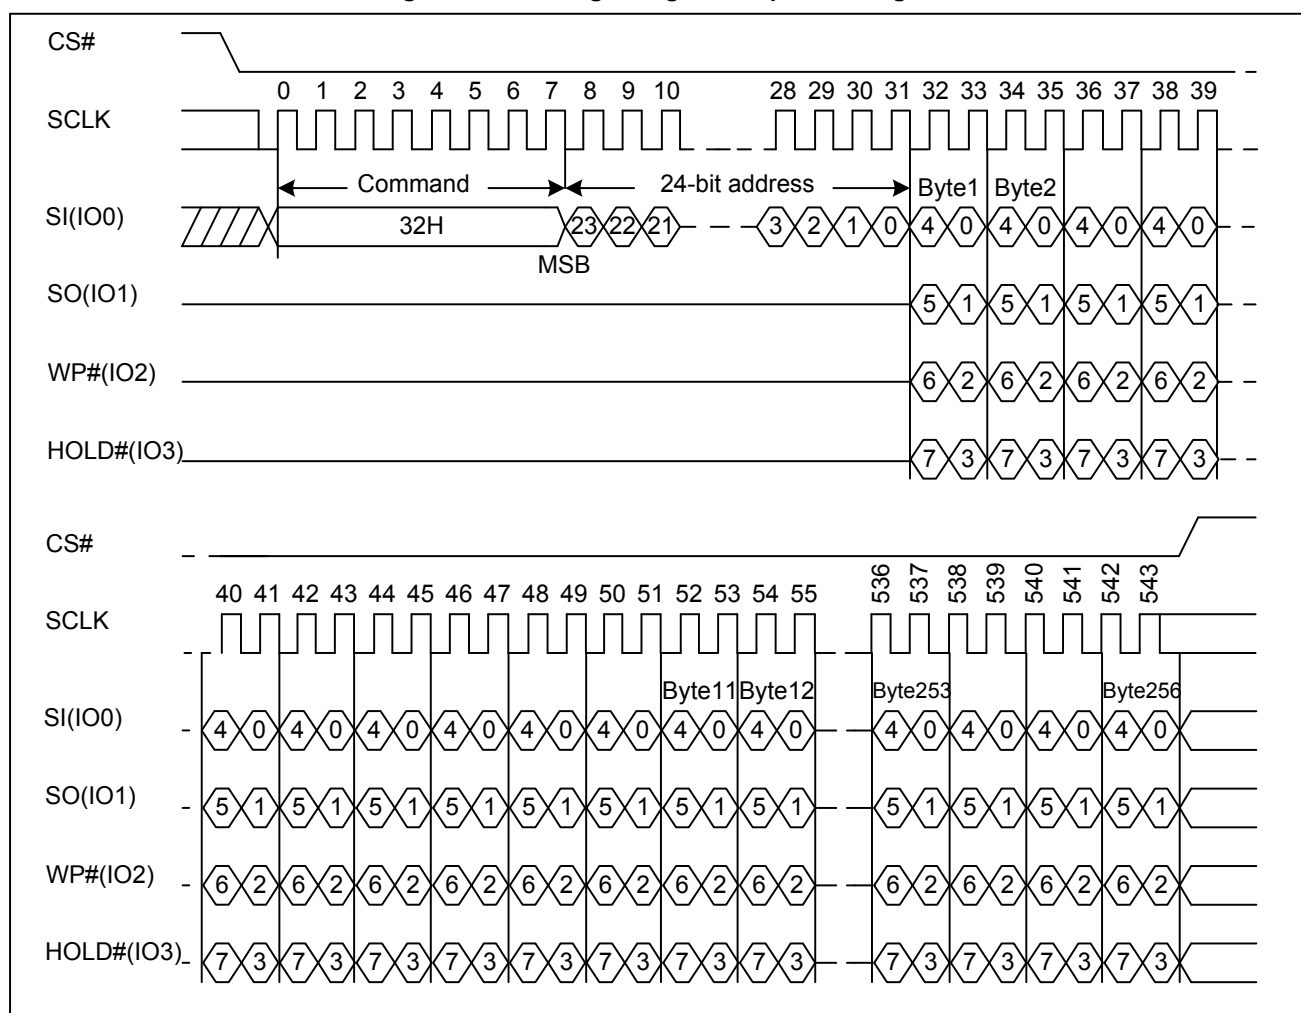 CS#
0 1 2 3 4 5 6 7 8 9 10 28 29 30 31 32 33 34 35 36 37 38 39
SCLK
Command 24-bit address Byte1 Byte2
SI(IO0) 32H 23 22 21 3 2 1 0 4 0 4 0 4 0 4 0
MSB
SO(IO1) 5 1 5 1 5 1 5 1
WP#(IO2) 6 2 6 2 6 2 6 2
HOLD#(IO3) 7 3 7 3 7 3 7 3
CS#
40 41 42 43 44 45 46 47 48 49 50 51 52 53 54 55 536 537 538 539 540 541 542 543
SCLK
Byte11 Byte12 Byte253 Byte256
SI(IO0) 4 0 4 0 4 0 4 0 4 0 4 0 4 0 4 0 4 0 4 0 4 0 4 0
SO(IO1) 5 1 5 1 5 1 5 1 5 1 5 1 5 1 5 1 5 1 5 1 5 1 5 1
WP#(IO2) 6 2 6 2 6 2 6 2 6 2 6 2 6 2 6 2 6 2 6 2 6 2 6 2
HOLD#(IO3) 7 3 7 3 7 3 7 3 7 3 7 3 7 3 7 3 7 3 7 3 7 3 7 3